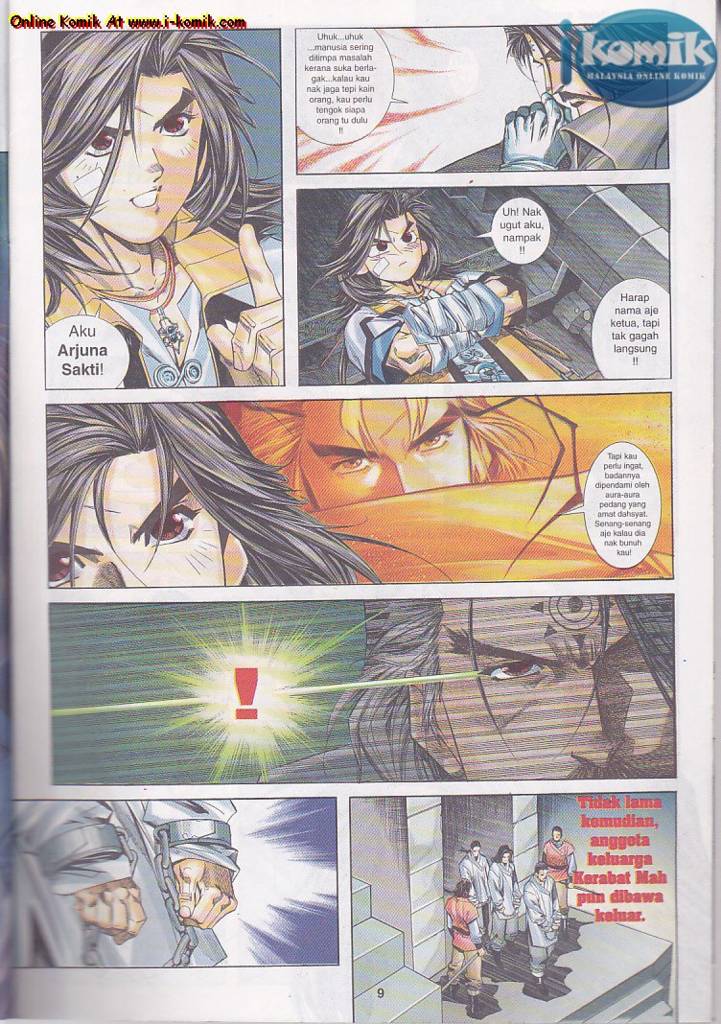 Online Komik At www.i-komik.com
ikomik
MALAYSIA ONLINE KOMIK
Aku
Arjuna
Sakti!
Uhuk...uhuk
...manusia sering
ditimpa masalah
kerana suka berla-
gak...kalau kau
nak jaga tepi kain
orang, kau perlu
tengok siapa
orang tu dulu
!!
Uh! Nak
ugut aku,
nampak
!!
Harap
nama aje
ketua, tapi
tak gagah
langsung
!!
Tapi kau
perlu ingat,
badannya
dipendami oleh
aura-aura
pedang yang
amat dahsyat.
Senang-senang
aje kalau dia
nak bunuh
kau!
!
Tidak lama
kemudian,
anggota
keluarga
Kerabat Mah
pun dibawa
keluar.
9